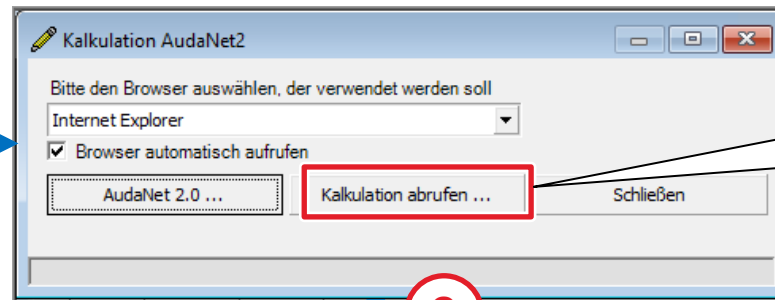 Kalkulation AudaNet2
Bitte den Browser auswählen, der verwendet werden soll
Internet Explorer
Browser automatisch aufrufen
AudaNet 2.0 ... Kalkulation abrufen ... Schließen